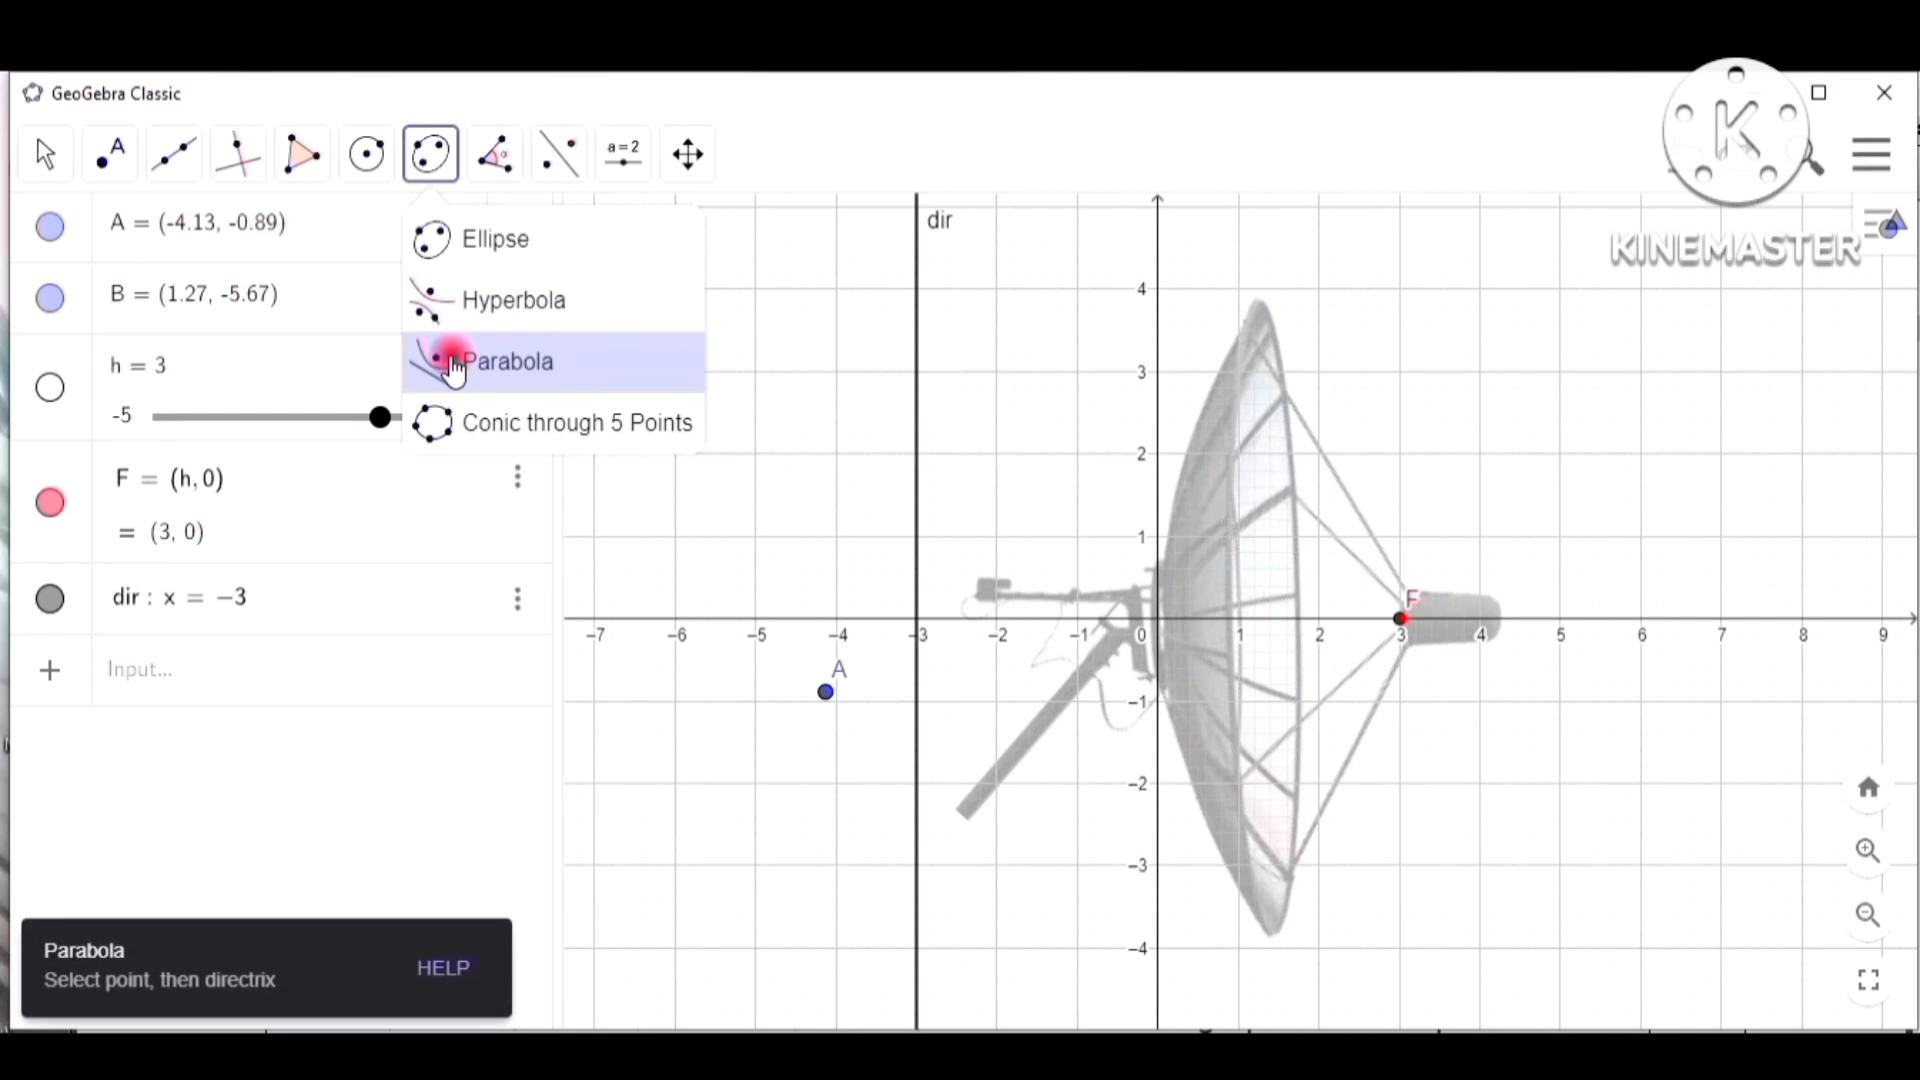 GeoGebra Classic
A
α
a = 2
K
KINEMASTER
A = (-4.13, -0.89)
B = (1.27, -5.67)
h = 3
-5
F = (h, 0)
= (3, 0)
dir : x = −3
Input...
Ellipse
Hyperbola
Parabola
Conic through 5 Points
dir
4
3
2
1
−7 −6 −5 −4 −3 −2 −1 0 1 2 3 4 5 6 7 8 9
−1
−2
−3
−4
F
A
Parabola
Select point, then directrix
HELP